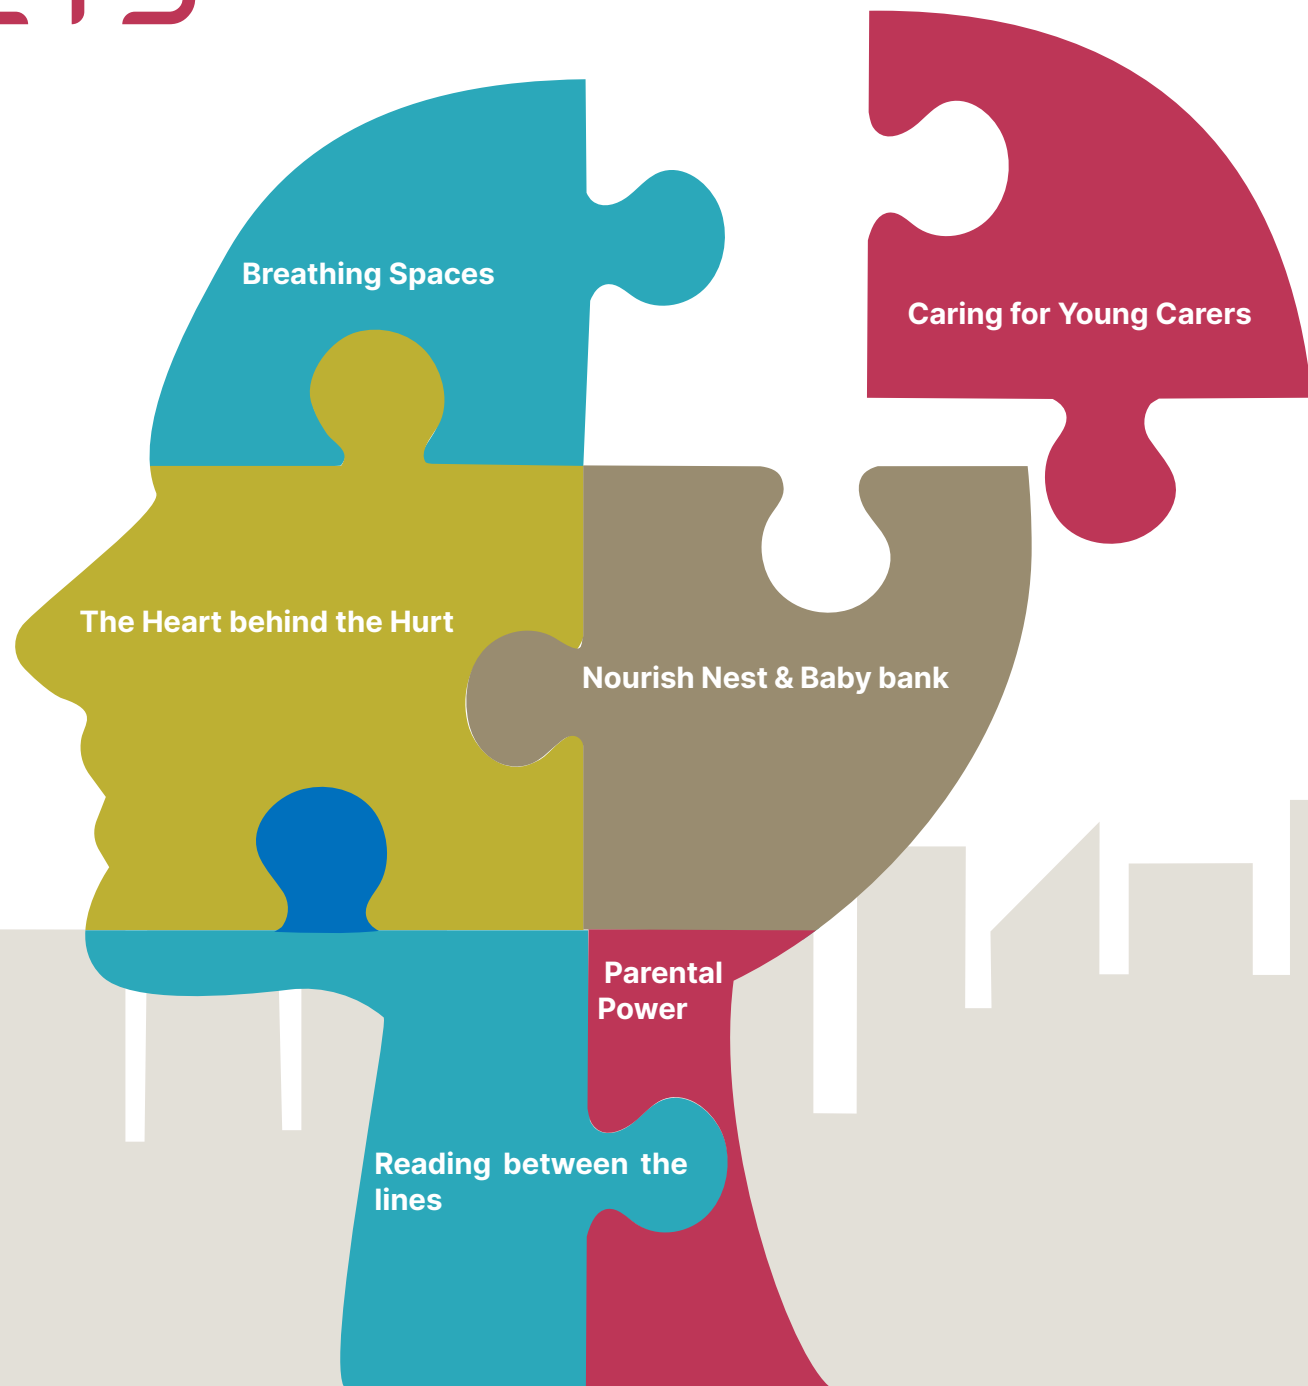 Breathing Spaces
Caring for Young Carers
The Heart behind the Hurt
Nourish Nest & Baby bank
Parental
Power
Reading between the
lines